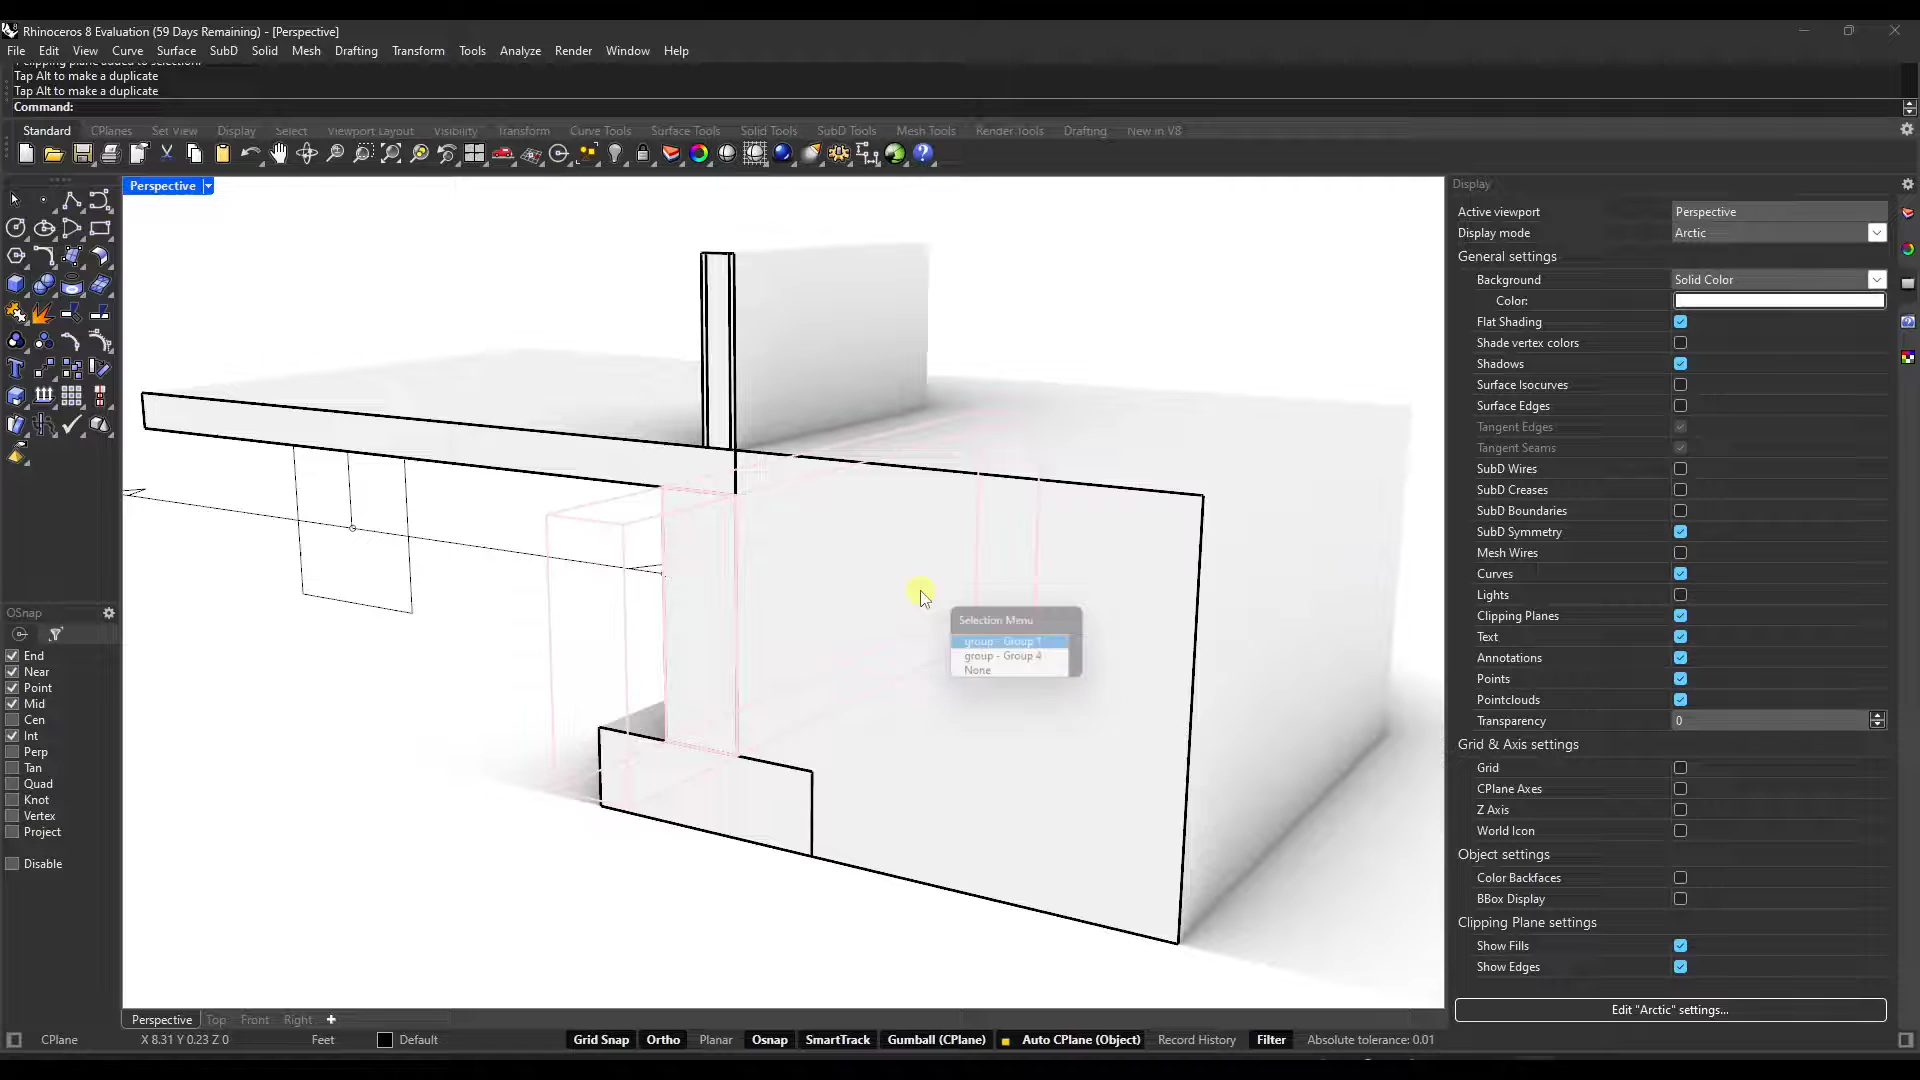 Rhinoceros 8 Evaluation (59 Days Remaining) - [Perspective]
File Edit View Curve Surface SubD Solid Mesh Drafting Transform Tools Analyze Render Window Help
1 clipping plane added to selection.
Tap Alt to make a duplicate
Tap Alt to make a duplicate
Command:
Standard CPlanes Set View Display Select Viewport Layout Visibility Transform Curve Tools Surface Tools Solid Tools SubD Tools Mesh Tools Render Tools Drafting New in V8
Perspective
Display
Active viewport Perspective
Display mode Arctic
General settings
Background Solid Color
Color:
Flat Shading
Shade vertex colors
Shadows
Surface Isocurves
Surface Edges
Tangent Edges
Tangent Seams
SubD Wires
SubD Creases
SubD Boundaries
SubD Symmetry
Mesh Wires
Curves
Lights
Clipping Planes
Text
Annotations
Points
Pointclouds
Transparency 0
Grid & Axis settings
Grid
CPlane Axes
Z Axis
World Icon
Object settings
Color Backfaces
BBox Display
Clipping Plane settings
Show Fills
Show Edges
Edit "Arctic" settings...
OSnap
End
Near
Point
Mid
Cen
Int
Perp
Tan
Quad
Knot
Vertex
Project
Disable
Selection Menu
group - Group 1
group - Group 4
None
Perspective Top Front Right
CPlane X 8.31 Y 0.23 Z 0 Feet Default Grid Snap Ortho Planar Osnap SmartTrack Gumball (CPlane) Auto CPlane (Object) Record History Filter Absolute tolerance: 0.01